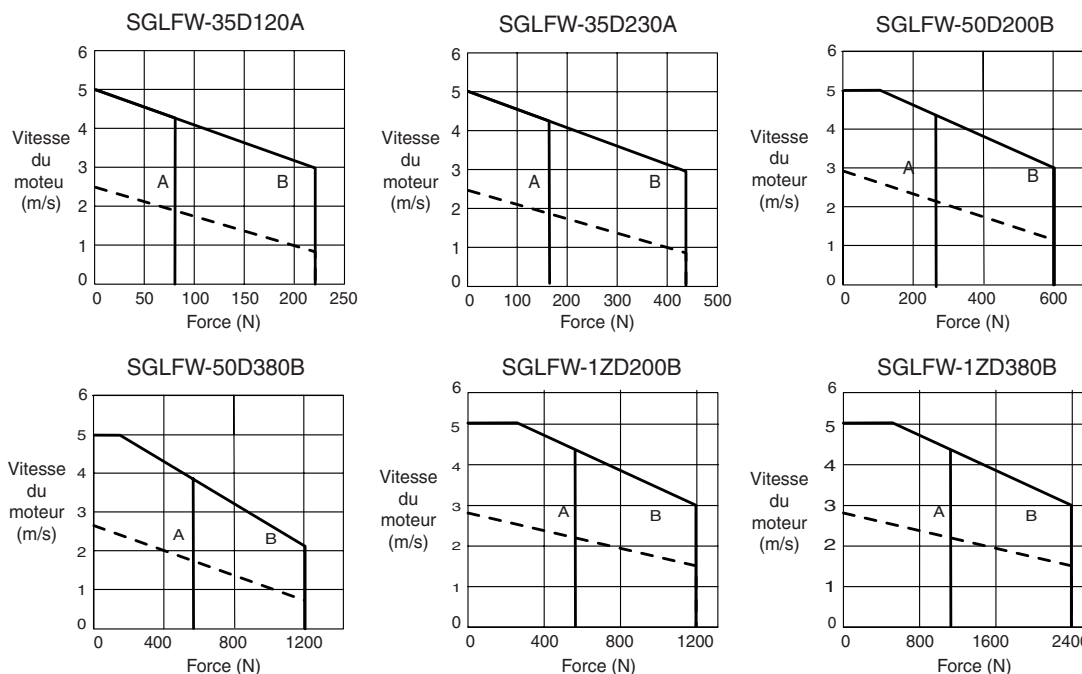 SGLFW-35D120A
6
5
4
3
2
1
0
Vitesse
du
moteu
(m/s)
A
B
0 50 100 150 200 250
Force (N)
SGLFW-35D230A
6
5
4
3
2
1
0
Vitesse
du
moteur
(m/s)
A
B
0 100 200 300 400 500
Force (N)
SGLFW-50D200B
6
5
4
3
2
1
0
Vitesse
du
moteur
(m/s)
A
B
0 200 400 600
Force (N)
SGLFW-50D380B
6
5
4
3
2
1
0
Vitesse
du
moteur
(m/s)
A
B
0 400 800 1200
Force (N)
SGLFW-1ZD200B
6
5
4
3
2
1
0
Vitesse
du
moteur
(m/s)
A
B
0 400 800 1200
Force (N)
SGLFW-1ZD380B
6
5
4
3
2
1
0
Vitesse
du
moteur
(m/s)
A
B
0 800 1600 2400
Force (N)